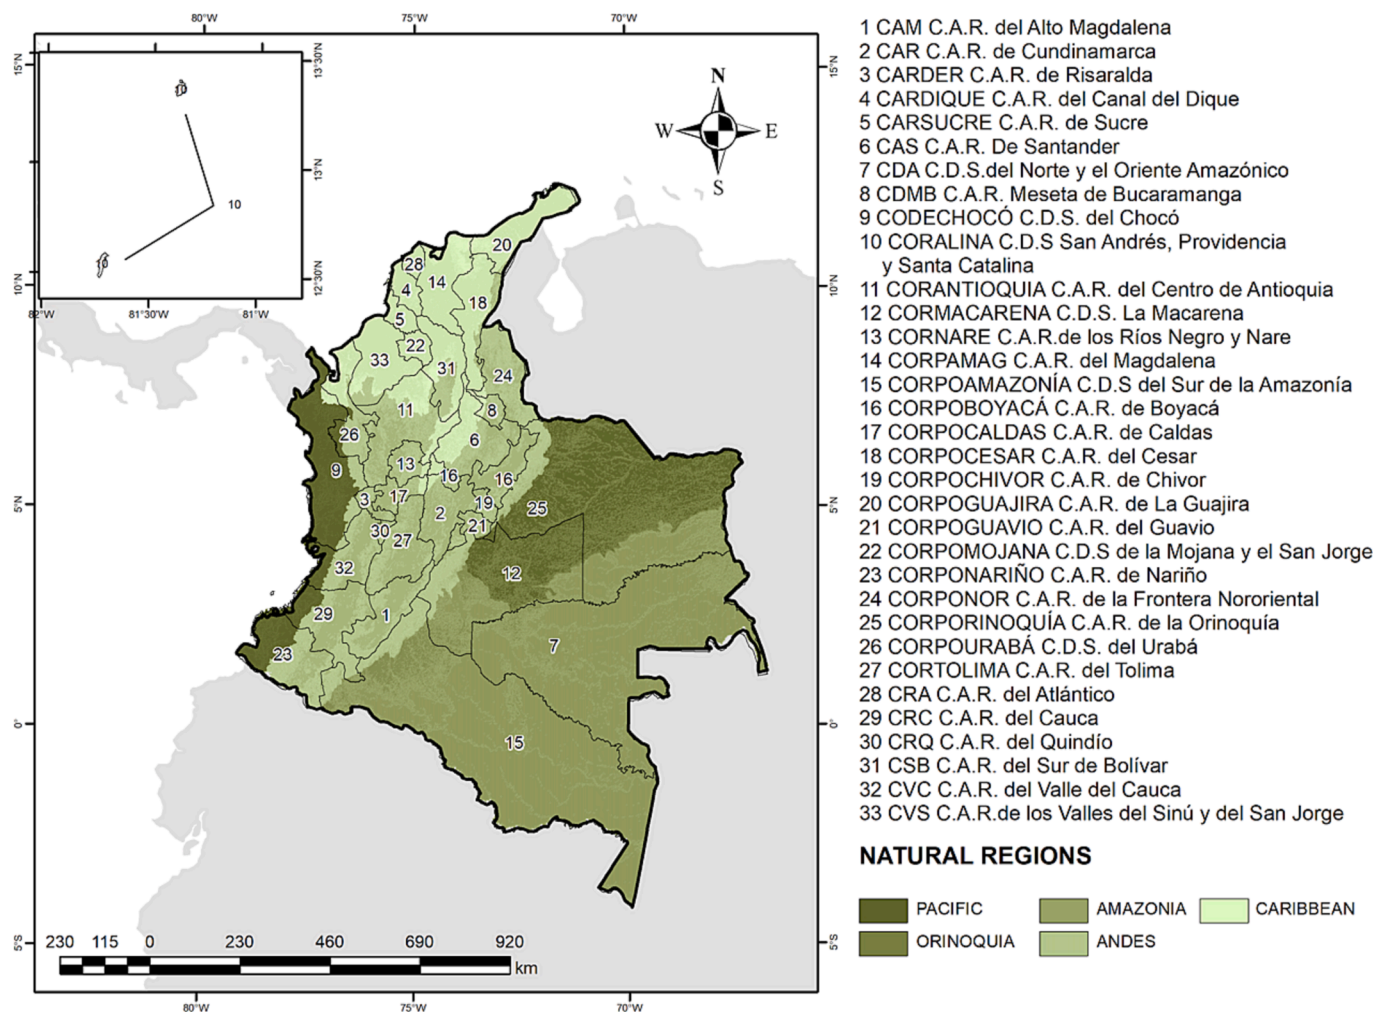 80°W
75°W
70°W
15°N
13°30'N
15°N
13°N
12°30'N
10
10
10
82°W
81°30'W
81°W
N
W
E
S
10°N
10°N
5°N
5°N
0°
0°
5°S
5°S
20
28
14
4
18
5
22
33
31
24
11
8
26
6
13
9
16
16
3
17
19
25
2
21
30
27
12
32
29
1
7
23
15
230 115 0 230 460 690 920
km
80°W
75°W
70°W
1 CAM C.A.R. del Alto Magdalena
2 CAR C.A.R. de Cundinamarca
3 CARDER C.A.R. de Risaralda
4 CARDIQUE C.A.R. del Canal del Dique
5 CARSUCRE C.A.R. de Sucre
6 CAS C.A.R. De Santander
7 CDA C.D.S.del Norte y el Oriente Amazónico
8 CDMB C.A.R. Meseta de Bucaramanga
9 CODECHOCÓ C.D.S. del Chocó
10 CORALINA C.D.S San Andrés, Providencia
y Santa Catalina
11 CORANTIOQUIA C.A.R. del Centro de Antioquia
12 CORMACARENA C.D.S. La Macarena
13 CORNARE C.A.R.de los Ríos Negro y Nare
14 CORPAMAG C.A.R. del Magdalena
15 CORPOAMAZONÍA C.D.S del Sur de la Amazonía
16 CORPOBOYACÁ C.A.R. de Boyacá
17 CORPOCALDAS C.A.R. de Caldas
18 CORPOCESAR C.A.R. del Cesar
19 CORPOCHIVOR C.A.R. de Chivor
20 CORPOGUAJIRA C.A.R. de La Guajira
21 CORPOGUAVIO C.A.R. del Guavio
22 CORPOMOJANA C.D.S de la Mojana y el San Jorge
23 CORPONARIÑO C.A.R. de Nariño
24 CORPONOR C.A.R. de la Frontera Nororiental
25 CORPORINOQUÍA C.A.R. de la Orinoquía
26 CORPOURABÁ C.D.S. del Urabá
27 CORTOLIMA C.A.R. del Tolima
28 CRA C.A.R. del Atlántico
29 CRC C.A.R. del Cauca
30 CRQ C.A.R. del Quindío
31 CSB C.A.R. del Sur de Bolívar
32 CVC C.A.R. del Valle del Cauca
33 CVS C.A.R.de los Valles del Sinú y del San Jorge
NATURAL REGIONS
PACIFIC
AMAZONIA
CARIBBEAN
ORINOQUIA
ANDES